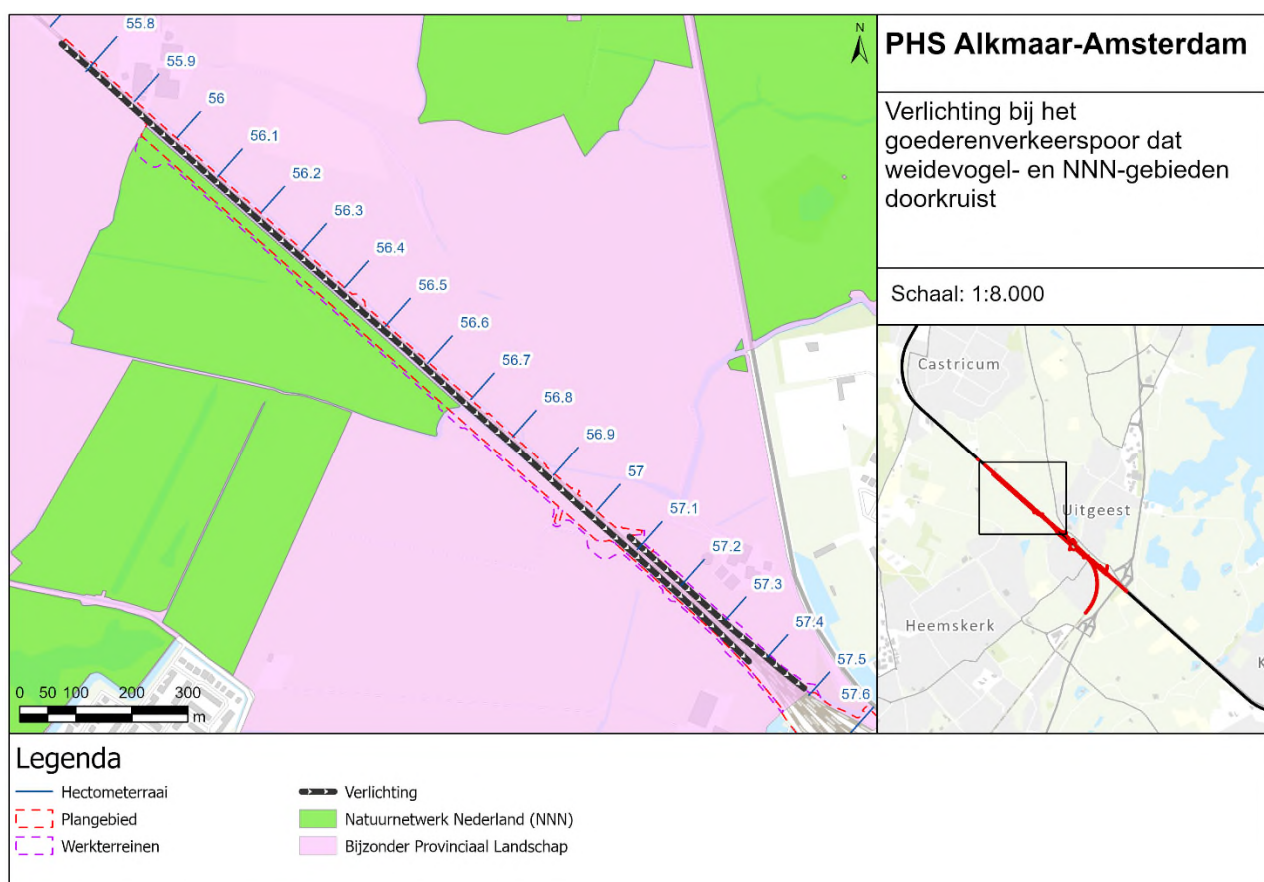 55.8
55.9
56
56.1
56.2
56.3
56.4
56.5
56.6
56.7
56.8
56.9
57
57.1
57.2
57.3
57.4
57.5
57.6
N
0 50 100 200 300
m
PHS Alkmaar-Amsterdam
Verlichting bij het
goederenverkeerspoor dat
weidevogel- en NNN-gebieden
doorkruist
Schaal: 1:8.000
Castricum
Uitgeest
Heemskerk
K
Legenda
Hectometerraai
Plangebied
Werkterreinen
Verlichting
Natuurnetwerk Nederland (NNN)
Bijzonder Provinciaal Landschap